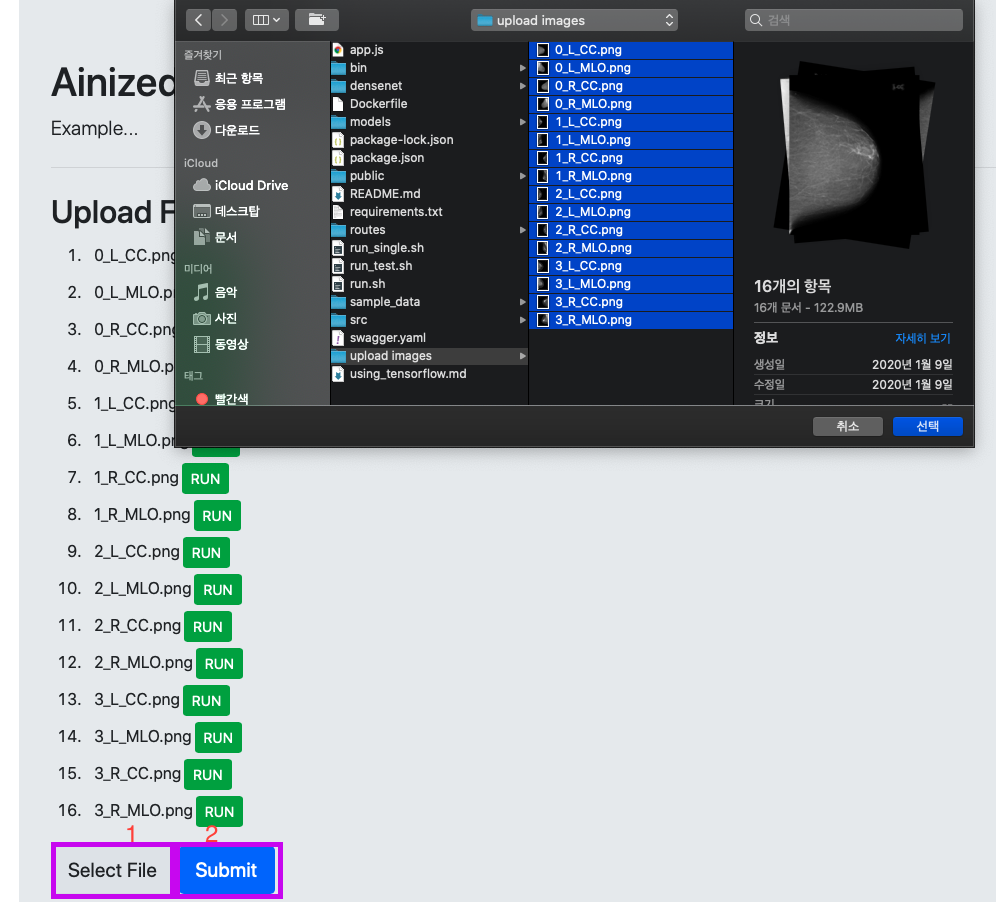 upload images
검색
즐겨찾기
최근 항목
응용 프로그램
다운로드
iCloud
iCloud Drive
데스크탑
문서
미디어
음악
사진
동영상
태그
빨간색
app.js
bin
densenet
Dockerfile
models
package-lock.json
package.json
public
README.md
requirements.txt
routes
run_single.sh
run_test.sh
run.sh
sample_data
src
swagger.yaml
upload images
using_tensorflow.md
0_L_CC.png
0_L_MLO.png
0_R_CC.png
0_R_MLO.png
1_L_CC.png
1_L_MLO.png
1_R_CC.png
1_R_MLO.png
2_L_CC.png
2_L_MLO.png
2_R_CC.png
2_R_MLO.png
3_L_CC.png
3_L_MLO.png
3_R_CC.png
3_R_MLO.png
16개의 항목
16개 문서 - 122.9MB
정보 자세히 보기
생성일 2020년 1월 9일
수정일 2020년 1월 9일
크기
취소 선택
Ainized
Example...
Upload F
1. 0_L_CC.png
2. 0_L_MLO.p
3. 0_R_CC.png
4. 0_R_MLO.p
5. 1_L_CC.png
6. 1_L_MLO.pn
7. 1_R_CC.png RUN
8. 1_R_MLO.png RUN
9. 2_L_CC.png RUN
10. 2_L_MLO.png RUN
11. 2_R_CC.png RUN
12. 2_R_MLO.png RUN
13. 3_L_CC.png RUN
14. 3_L_MLO.png RUN
15. 3_R_CC.png RUN
16. 3_R_MLO.png RUN
1 2
Select File Submit